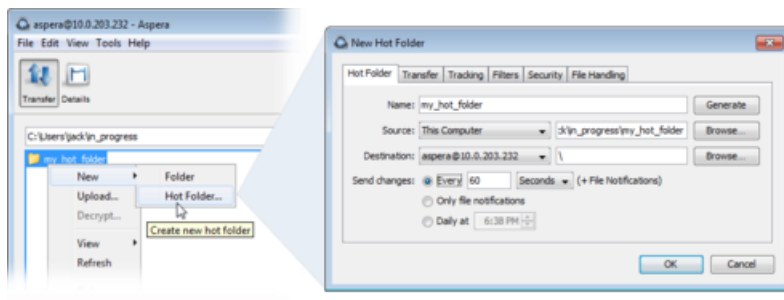 aspera@10.0.203.232 - Aspera
File Edit View Tools Help
Transfer Details
C:\Users\jack\in_progress
my_hot_folder
New
Folder
Upload...
Hot Folder...
Decrypt...
Create new hot folder
View
Refresh
New Hot Folder
Hot Folder Transfer Tracking Filters Security File Handling
Name: my_hot_folder Generate
Source: This Computer :k\in_progress\my_hot_folder Browse...
Destination: aspera@10.0.203.232 \ Browse...
Send changes: Every 60 Seconds (+ File Notifications)
Only file notifications
Daily at 6:38 PM
OK Cancel